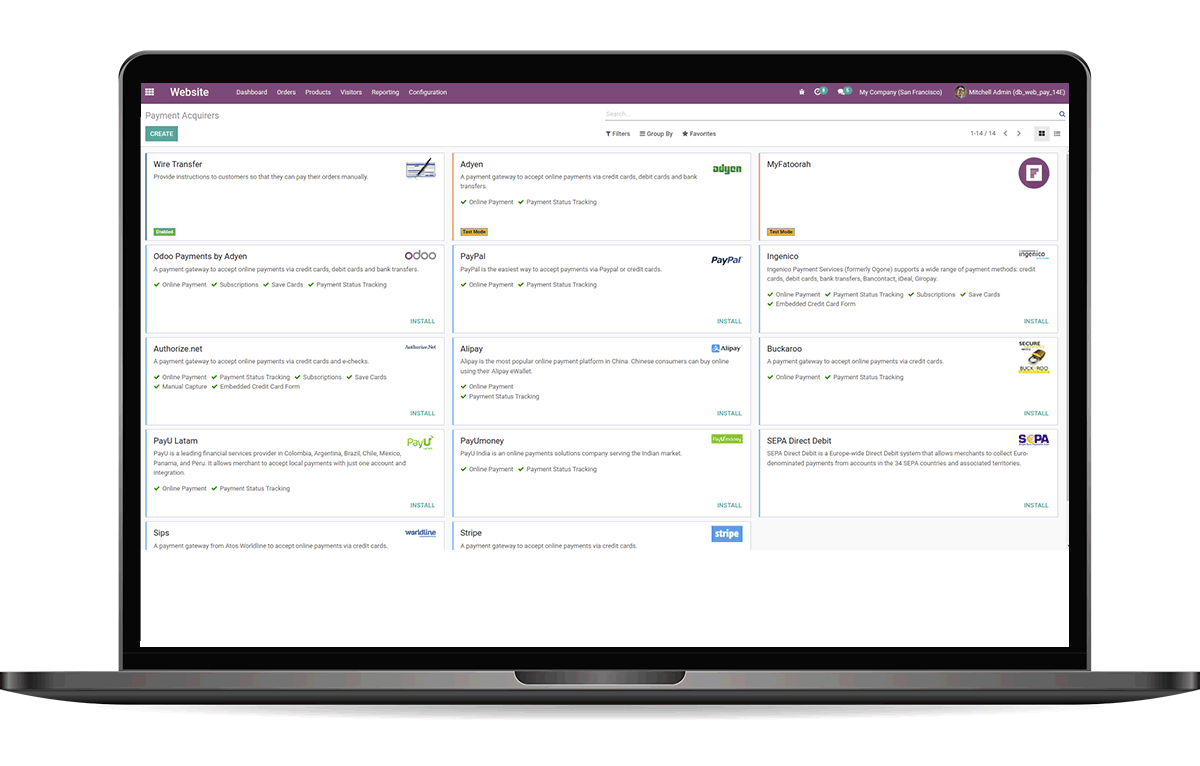 Website Dashboard Orders Products Visitors Reporting Configuration My Company (San Francisco) Mitchell Admin (db_web_pay_14E)
Payment Acquirers Search...
CREATE Filters Group By Favorites 1-14 / 14
Wire Transfer
Provide instructions to customers so that they can pay their orders manually.
Enabled
Adyen
adyen
A payment gateway to accept online payments via credit cards, debit cards and bank
transfers.
Online Payment Payment Status Tracking
Test Mode
MyFatoorah
Test Mode
Odoo Payments by Adyen
odoo
A payment gateway to accept online payments via credit cards, debit cards and bank transfers.
Online Payment Subscriptions Save Cards Payment Status Tracking
INSTALL
PayPal
PayPal
PayPal is the easiest way to accept payments via Paypal or credit cards.
Online Payment Payment Status Tracking
INSTALL
Ingenico
ingenico
Ingenico Payment Services (formerly Ogone) supports a wide range of payment methods: credit
cards, debit cards, bank transfers, Bancontact, iDeal, Giropay.
Online Payment Payment Status Tracking Subscriptions Save Cards
Embedded Credit Card Form
INSTALL
Authorize.net
Authorize.Net
A payment gateway to accept online payments via credit cards and e-checks.
Online Payment Payment Status Tracking Subscriptions Save Cards
Manual Capture Embedded Credit Card Form
INSTALL
Alipay
Alipay
Alipay is the most popular online payment platform in China. Chinese consumers can buy online
using their Alipay eWallet.
Online Payment
Payment Status Tracking
INSTALL
Buckaroo
SECURE
BUCK-ROO
A payment gateway to accept online payments via credit cards.
Online Payment Payment Status Tracking
INSTALL
PayU Latam
PayU
PayU is a leading financial services provider in Colombia, Argentina, Brazil, Chile, Mexico,
Panama, and Peru. It allows merchant to accept local payments with just one account and
integration.
Online Payment Payment Status Tracking
INSTALL
PayUmoney
PayUmoney
PayU India is an online payments solutions company serving the Indian market.
Online Payment Payment Status Tracking
INSTALL
SEPA Direct Debit
SEPA
SEPA Direct Debit is a Europe-wide Direct Debit system that allows merchants to collect Euro-
denominated payments from accounts in the 34 SEPA countries and associated territories.
INSTALL
Sips
worldline
A payment gateway from Atos Worldline to accept online payments via credit cards.
Stripe
stripe
A payment gateway to accept online payments via credit cards.